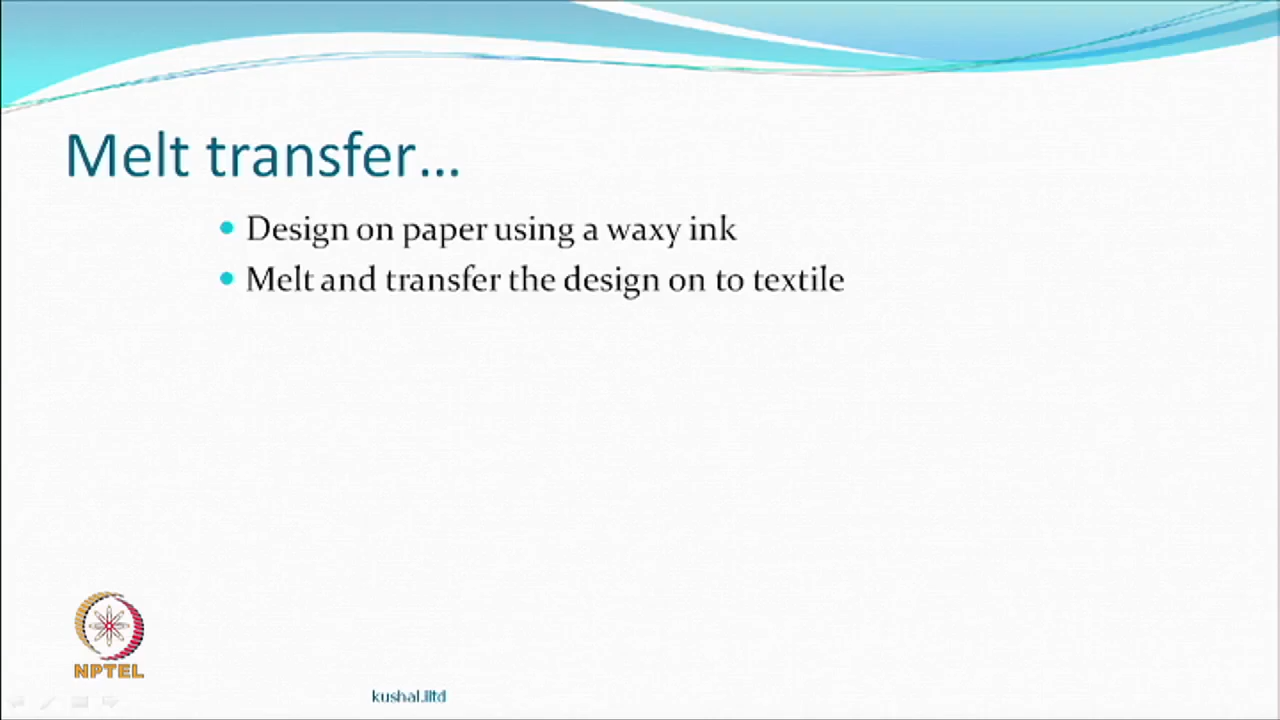 Melt transfer...
Design on paper using a waxy ink
Melt and transfer the design on to textile
NPTEL
kushal.iitd